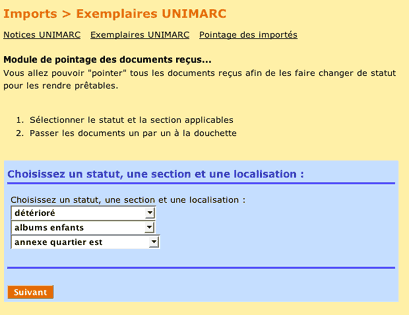 Imports > Exemplaires UNIMARC
Notices UNIMARC Exemplaires UNIMARC Pointage des importés
Module de pointage des documents reçus...
Vous allez pouvoir "pointer" tous les documents reçus afin de les faire changer de statut
pour les rendre prêtables.
1. Sélectionner le statut et la section applicables
2. Passer les documents un par un à la douchette
Choisissez un statut, une section et une localisation :
Choisissez un statut, une section et une localisation :
détérioré
albums enfants
annexe quartier est
Suivant